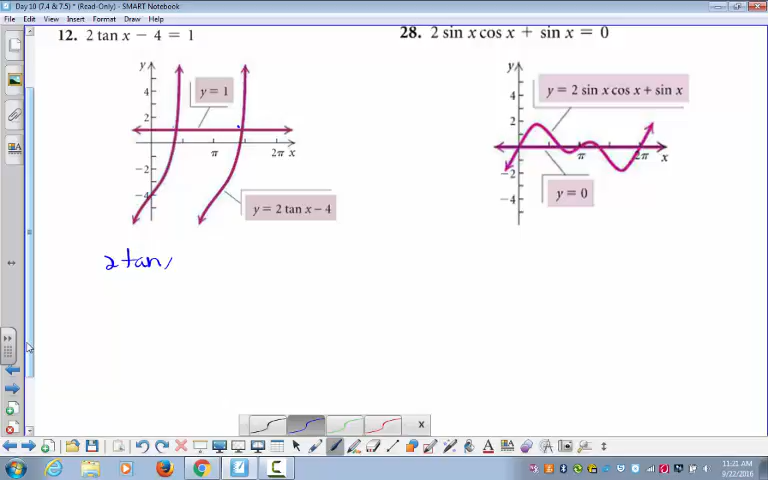 Day 10 (7.4 & 7.5) * (Read-Only) - SMART Notebook
File Edit View Insert Format Draw Help
12. 2 tan x − 4 = 1
28. 2 sin x cos x + sin x = 0
y
4
2
−2
−4
π
2π x
y = 1
y = 2 tan x − 4
y
4
2
−2
−4
π
2π
x
y = 2 sin x cos x + sin x
y = 0
2 tan
x
A
11:21 AM
9/22/2016